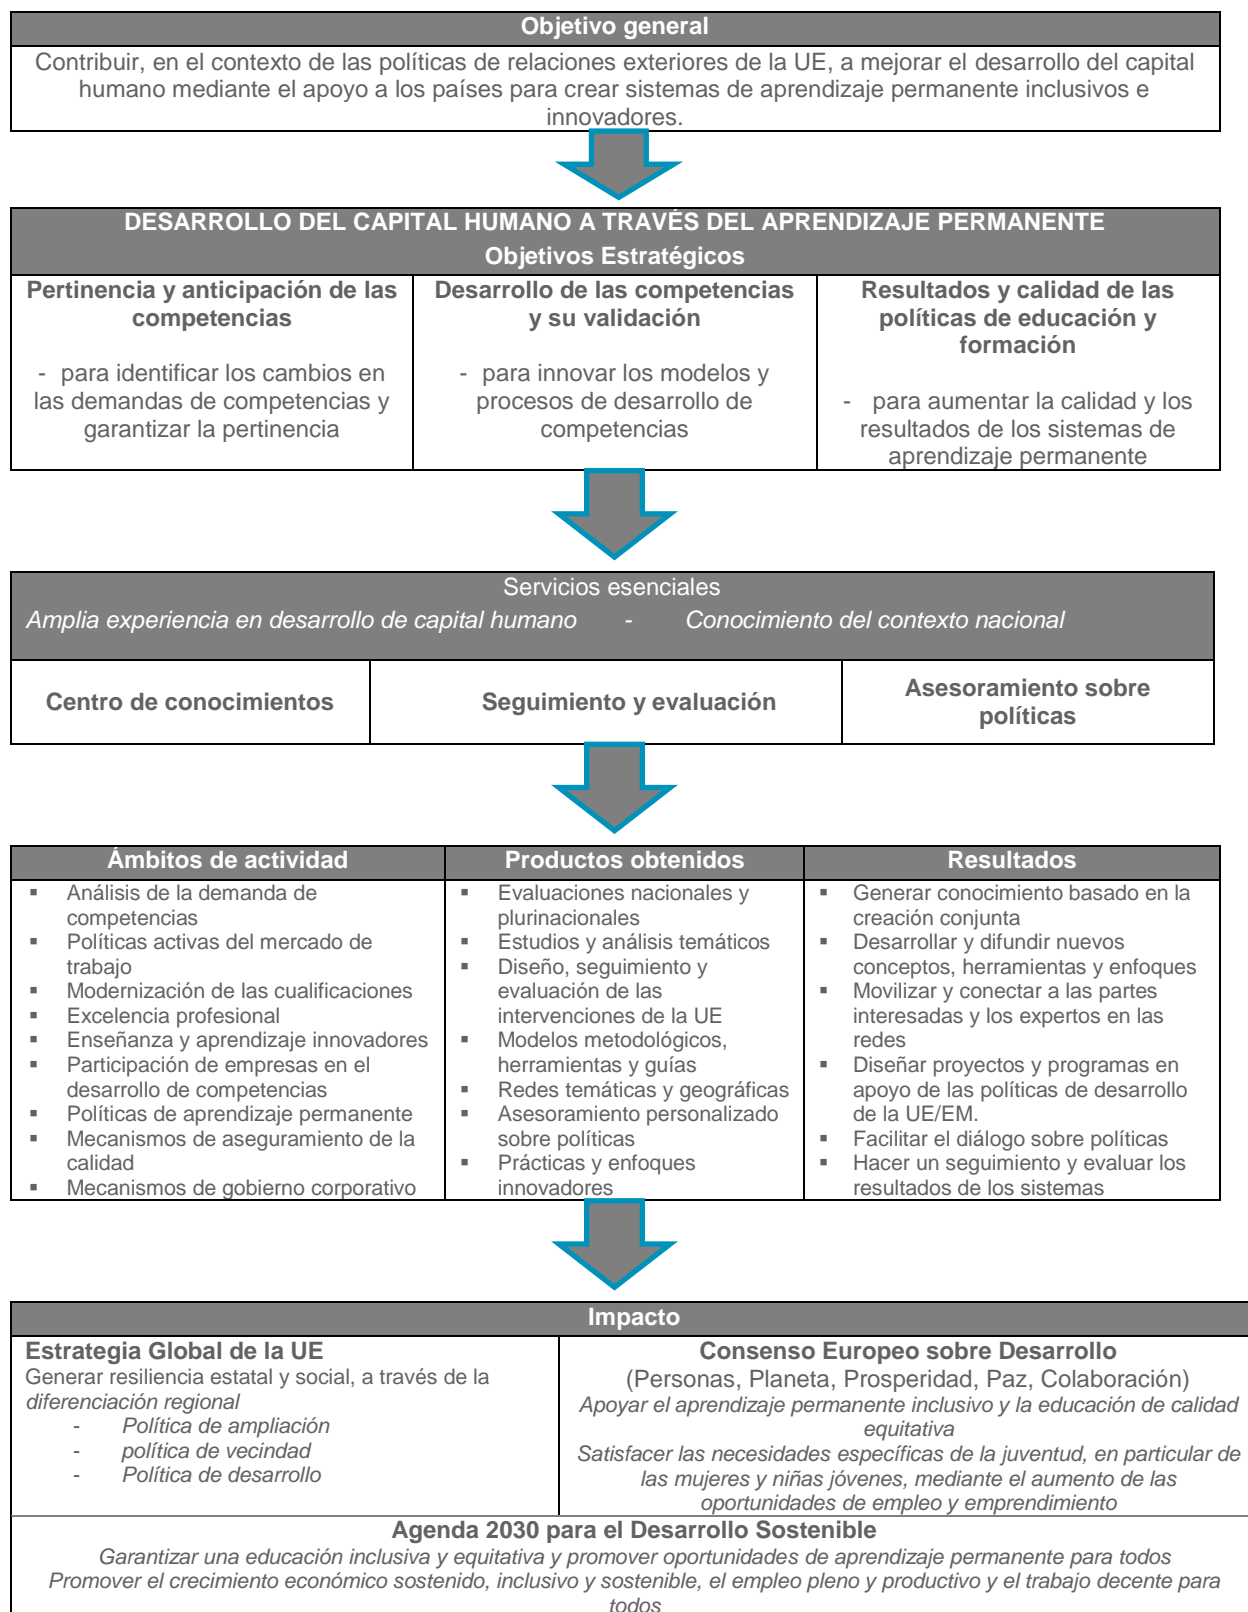 Objetivo general
Contribuir, en el contexto de las políticas de relaciones exteriores de la UE, a mejorar el desarrollo del capital
humano mediante el apoyo a los países para crear sistemas de aprendizaje permanente inclusivos e
innovadores.
DESARROLLO DEL CAPITAL HUMANO A TRAVÉS DEL APRENDIZAJE PERMANENTE
Objetivos Estratégicos
Pertinencia y anticipación de las
competencias
- para identificar los cambios en
las demandas de competencias y
garantizar la pertinencia
Desarrollo de las competencias
y su validación
- para innovar los modelos y
procesos de desarrollo de
competencias
Resultados y calidad de las
políticas de educación y
formación
- para aumentar la calidad y los
resultados de los sistemas de
aprendizaje permanente
Servicios esenciales
Amplia experiencia en desarrollo de capital humano - Conocimiento del contexto nacional
Centro de conocimientos
Seguimiento y evaluación
Asesoramiento sobre
políticas
Ámbitos de actividad
▪ Análisis de la demanda de
competencias
▪ Políticas activas del mercado de
trabajo
▪ Modernización de las cualificaciones
▪ Excelencia profesional
▪ Enseñanza y aprendizaje innovadores
▪ Participación de empresas en el
desarrollo de competencias
▪ Políticas de aprendizaje permanente
▪ Mecanismos de aseguramiento de la
calidad
▪ Mecanismos de gobierno corporativo
Productos obtenidos
▪ Evaluaciones nacionales y
plurinacionales
▪ Estudios y análisis temáticos
▪ Diseño, seguimiento y
evaluación de las
intervenciones de la UE
▪ Modelos metodológicos,
herramientas y guías
▪ Redes temáticas y geográficas
▪ Asesoramiento personalizado
sobre políticas
▪ Prácticas y enfoques
innovadores
Resultados
▪ Generar conocimiento basado en la
creación conjunta
▪ Desarrollar y difundir nuevos
conceptos, herramientas y enfoques
▪ Movilizar y conectar a las partes
interesadas y los expertos en las
redes
▪ Diseñar proyectos y programas en
apoyo de las políticas de desarrollo
de la UE/EM.
▪ Facilitar el diálogo sobre políticas
▪ Hacer un seguimiento y evaluar los
resultados de los sistemas
Impacto
Estrategia Global de la UE
Generar resiliencia estatal y social, a través de la
diferenciación regional
- Política de ampliación
- política de vecindad
- Política de desarrollo
Consenso Europeo sobre Desarrollo
(Personas, Planeta, Prosperidad, Paz, Colaboración)
Apoyar el aprendizaje permanente inclusivo y la educación de calidad
equitativa
Satisfacer las necesidades específicas de la juventud, en particular de
las mujeres y niñas jóvenes, mediante el aumento de las
oportunidades de empleo y emprendimiento
Agenda 2030 para el Desarrollo Sostenible
Garantizar una educación inclusiva y equitativa y promover oportunidades de aprendizaje permanente para todos
Promover el crecimiento económico sostenido, inclusivo y sostenible, el empleo pleno y productivo y el trabajo decente para
todos